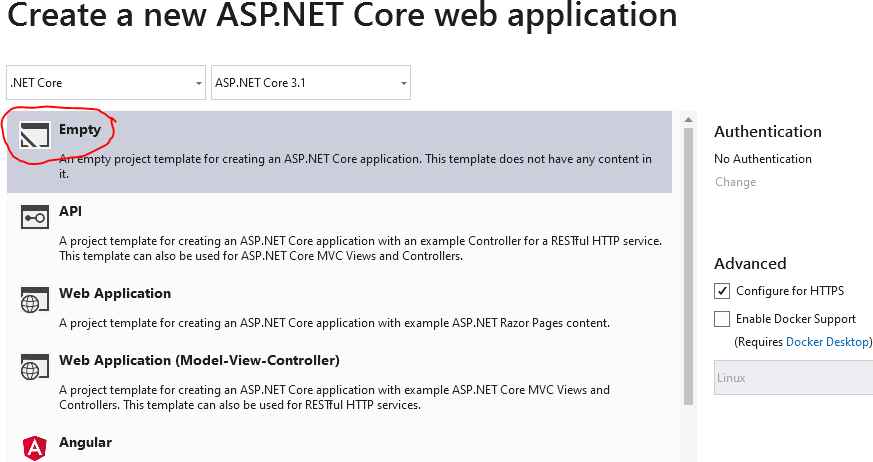 Create a new ASP.NET Core web application
.NET Core
ASP.NET Core 3.1
Empty
An empty project template for creating an ASP.NET Core application. This template does not have any content in
it.
API
A project template for creating an ASP.NET Core application with an example Controller for a RESTful HTTP service.
This template can also be used for ASP.NET Core MVC Views and Controllers.
Web Application
A project template for creating an ASP.NET Core application with example ASP.NET Razor Pages content.
Web Application (Model-View-Controller)
A project template for creating an ASP.NET Core application with example ASP.NET Core MVC Views and
Controllers. This template can also be used for RESTful HTTP services.
Angular
Authentication
No Authentication
Change
Advanced
Configure for HTTPS
Enable Docker Support
(Requires Docker Desktop)
Linux